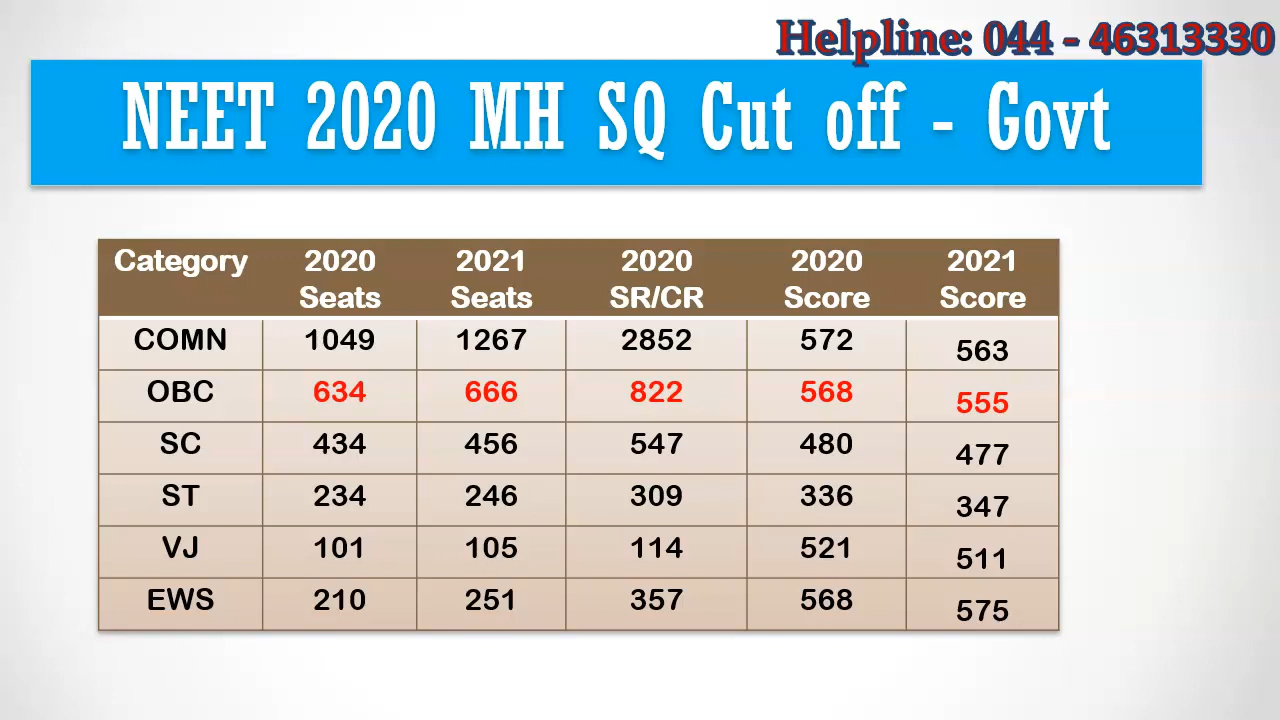 Helpline: 044 - 46313330
NEET 2020 MH SQ Cut off - Govt
Category 2020 Seats 2021 Seats 2020 SR/CR 2020 Score 2021 Score
COMN 1049 1267 2852 572 563
OBC 634 666 822 568 555
SC 434 456 547 480 477
ST 234 246 309 336 347
VJ 101 105 114 521 511
EWS 210 251 357 568 575